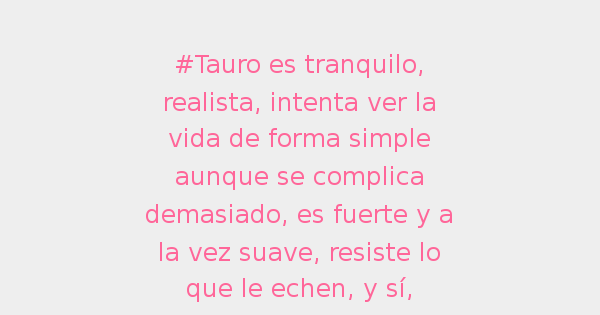 #Tauro es tranquilo,
realista, intenta ver la
vida de forma simple
aunque se complica
demasiado, es fuerte y a
la vez suave, resiste lo
que le echen, y sí,